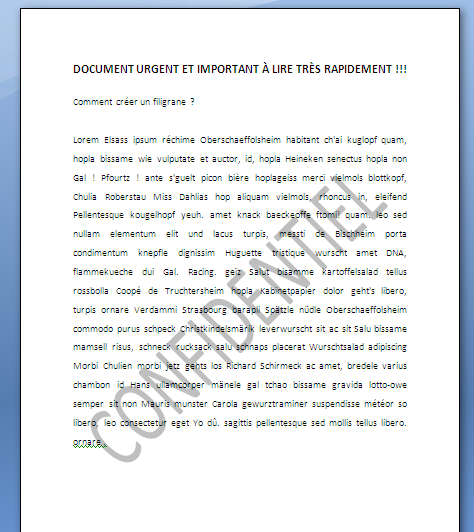 DOCUMENT URGENT ET IMPORTANT À LIRE TRÈS RAPIDEMENT !!!
Comment créer un filigrane ?
Lorem Elsass ipsum réchime Oberschaeffolsheim habitant ch'ai kuglopf quam,
hopla bissame wie vulputate et auctor, id, hopla Heineken senectus hopla non
Gal ! Pfourtz ! ante s'guelt picon bière hoplageiss merci vielmols blottkopf,
Chulia Roberstau Miss Dahlias hop aliquam vielmols, rhoncus in, eleifend
Pellentesque kougelhopf yeuh. amet knack baeckeoffe ftomi! quam. leo sed
nullam elementum elit und lacus turpis, messti de Bischheim porta
condimentum knepfle dignissim Huguette tristique wurscht amet DNA,
flammekueche dui Gal. Racing. geiz Salut bisamme kartoffelsalad tellus
rossbolla Coopé de Truchtersheim hopla Kabinetpapier dolor geht's libero,
turpis ornare Verdammi Strasbourg barapli Spätzle nüdle Oberschaeffolsheim
commodo purus schpeck Christkindelsmärik leverwurscht sit ac sit Salu bissame
mamsell risus, schneck rucksack salu schnaps placerat Wurschtsalad adipiscing
Morbi Chulien morbi jetz gehts los Richard Schirmeck ac amet, bredele varius
chambon id Hans ullamcorper mänele gal tchao bissame gravida lotto-owe
semper sit non Mauris munster Carola gewurztraminer suspendisse météor so
libero, leo consectetur eget Yo dû. sagittis pellentesque sed mollis tellus libero.
ornare..
CONFIDENTIEL